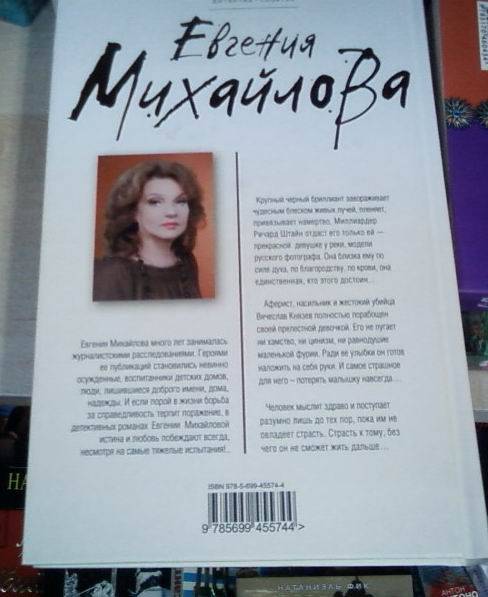 Евгения
Михайлова
Крупный черный бриллиант завораживает
чудесным блеском живых лучей, пленяет,
привязывает намертво. Миллиардер
Ричард Штайн отдаст его только ей —
прекрасной девушке у реки, модели
русского фотографа. Она близка ему по
силе духа, по благородству, по крови, она
единственная, кто этого достоин...
Аферист, насильник и жестокий убийца
Вячеслав Князев полностью порабощен
своей прелестной девочкой. Его не пугает
ни хамство, ни цинизм, ни равнодушие
маленькой фурии. Ради ее улыбки он готов
наложить на себя руки. И самое страшное
для него — потерять малышку навсегда...
Человек мыслит здраво и поступает
разумно лишь до тех пор, пока им не
овладеет страсть. Страсть к тому, без
чего он не сможет жить дальше...
Евгения Михайлова много лет занималась
журналистскими расследованиями. Героями
ее публикаций становились невинно
осужденные, воспитанники детских домов,
люди, лишившиеся доброго имени, дома,
надежды. И если порой в жизни борьба
за справедливость терпит поражение, в
детективных романах Евгении Михайловой
истина и любовь побеждают всегда,
несмотря на самые тяжелые испытания!..
ISBN 978-5-699-45574-4
9 785699 455744 >
НА
НАТАНИЭЛЬ ФИК
АНТОН